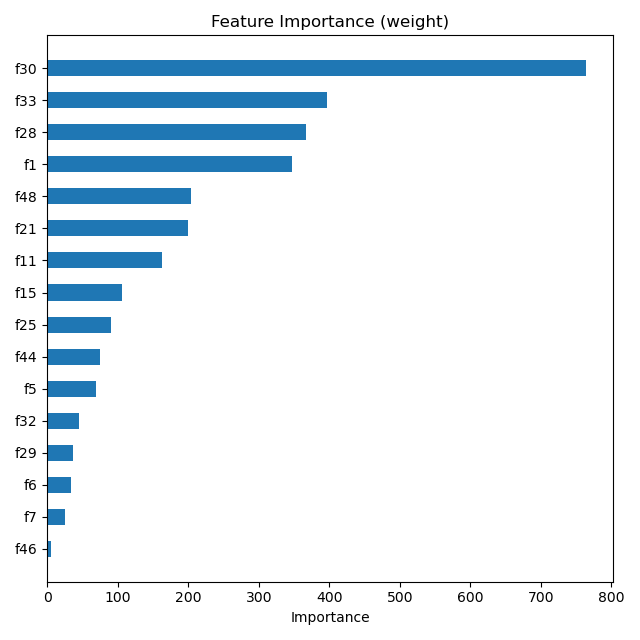 Feature Importance (weight)
f30
f33
f28
f1
f48
f21
f11
f15
f25
f44
f5
f32
f29
f6
f7
f46
0 100 200 300 400 500 600 700 800
Importance